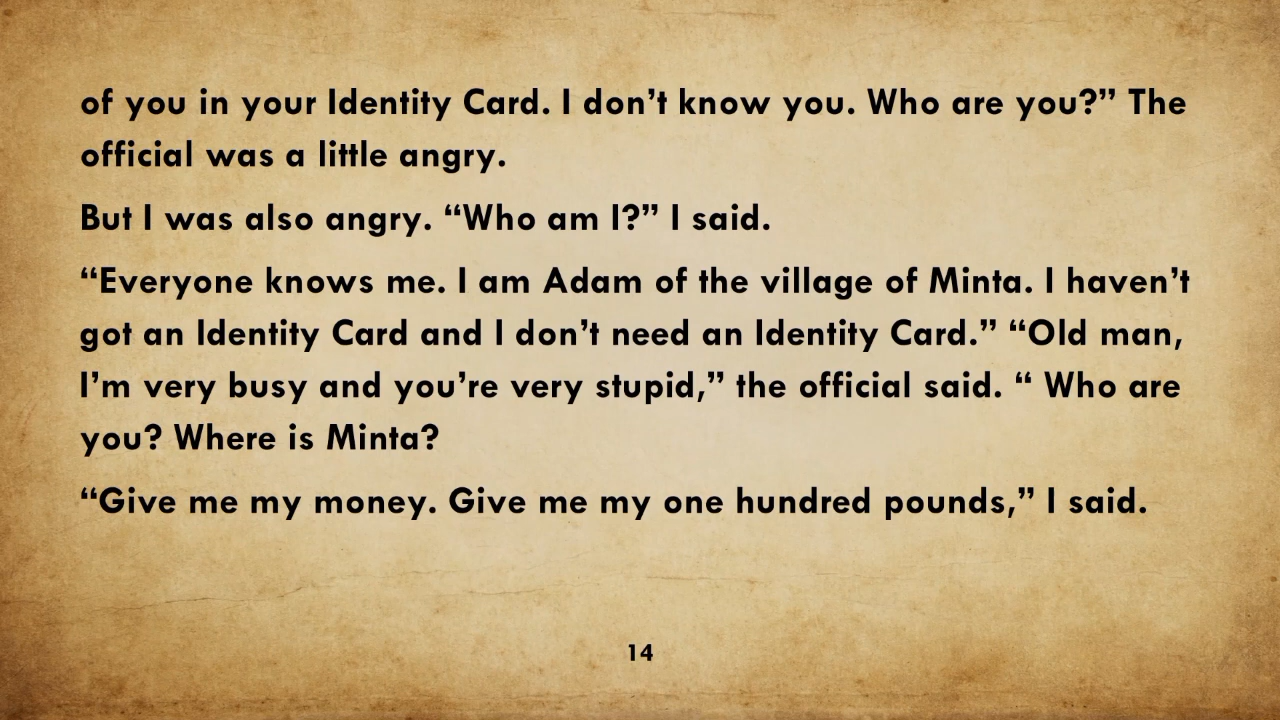 of you in your Identity Card. I don’t know you. Who are you?” The
official was a little angry.
But I was also angry. “Who am I?” I said.
“Everyone knows me. I am Adam of the village of Minta. I haven’t
got an Identity Card and I don’t need an Identity Card.” “Old man,
I’m very busy and you’re very stupid,” the official said. “ Who are
you? Where is Minta?
“Give me my money. Give me my one hundred pounds,” I said.
14